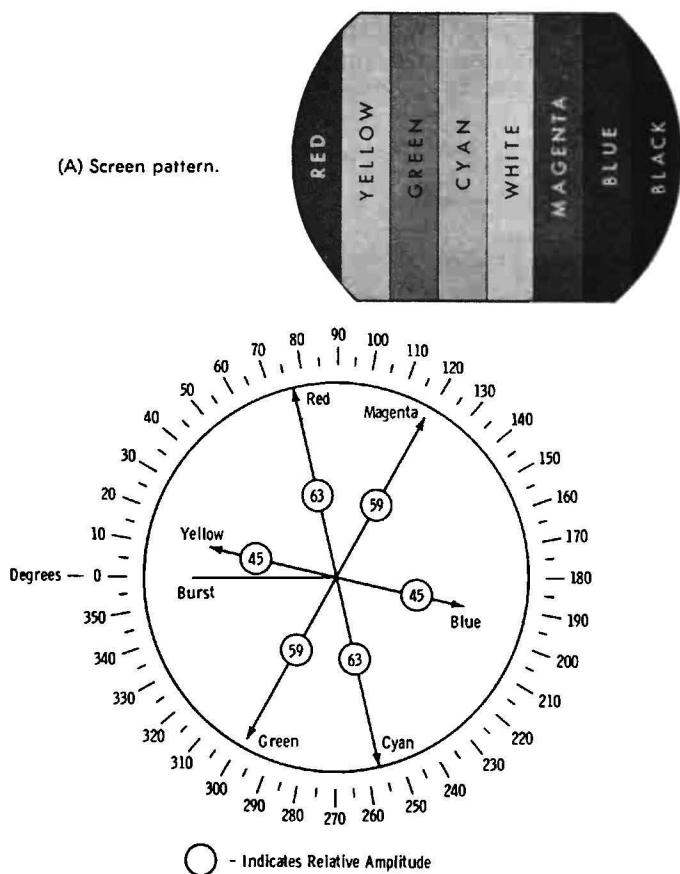 (A) Screen pattern.
RED
YELLOW
GREEN
CYAN
WHITE
MAGENTA
BLUE
BLACK
90
80
100
70
110
60
120
50
130
40
140
30
150
20
160
10
170
Degrees — 0
180
350
190
340
200
330
210
320
220
310
230
300
240
290
250
280
260
270
Red
Magenta
63
59
Yellow
45
Burst
45
Blue
59
63
Green
Cyan
- Indicates Relative Amplitude